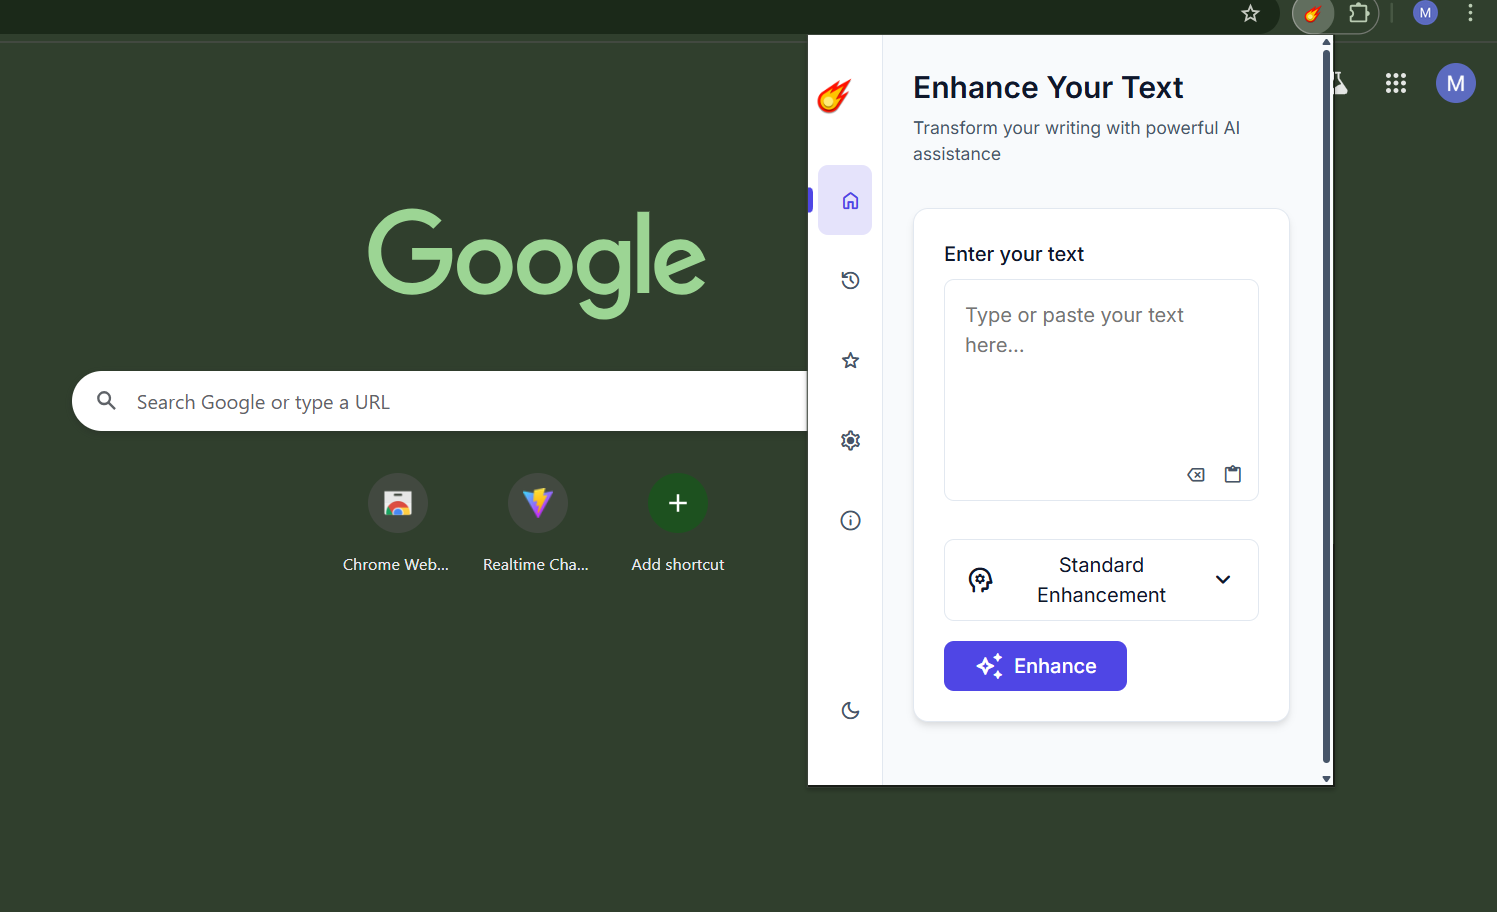 M
Enhance Your Text
M
Transform your writing with powerful AI
assistance
Google
Enter your text
Type or paste your text
here...
Search Google or type a URL
Chrome Web...
Realtime Cha...
Add shortcut
Standard
Enhancement
Enhance